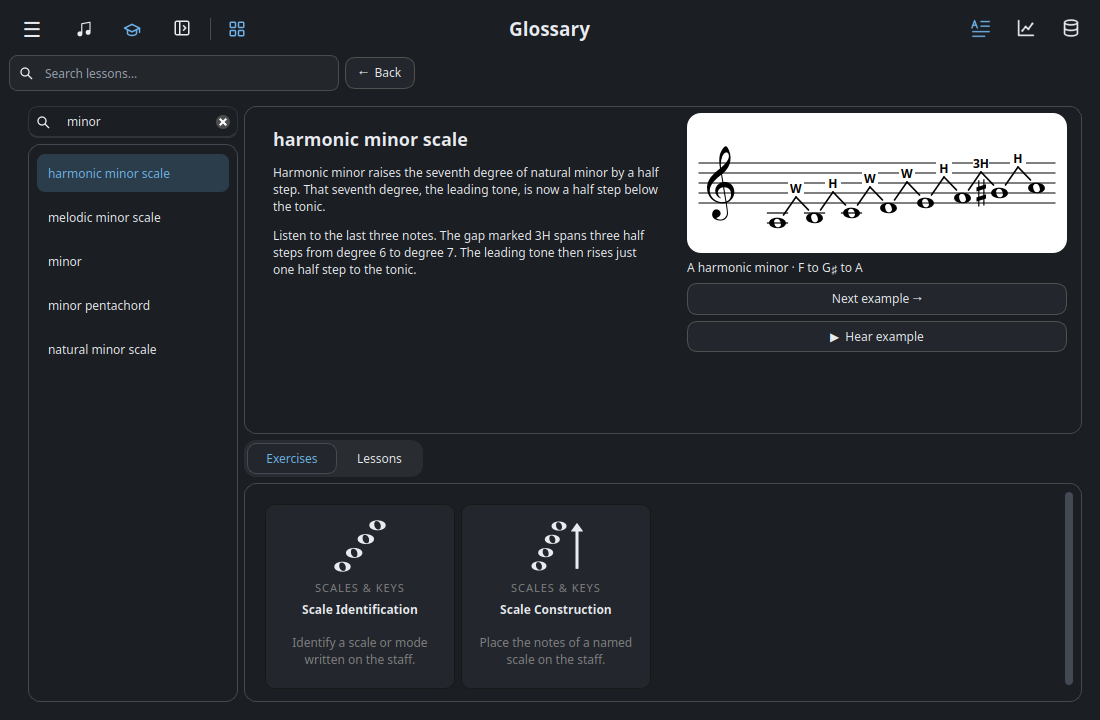 Glossary
Search lessons...
← Back
minor
harmonic minor scale
melodic minor scale
minor
minor pentachord
natural minor scale
harmonic minor scale
Harmonic minor raises the seventh degree of natural minor by a half
step. That seventh degree, the leading tone, is now a half step below
the tonic.
Listen to the last three notes. The gap marked 3H spans three half
steps from degree 6 to degree 7. The leading tone then rises just
one half step to the tonic.
W H W W H 3H H
A harmonic minor · F to G♯ to A
Next example →
▶ Hear example
Exercises
Lessons
SCALES & KEYS
Scale Identification
Identify a scale or mode
written on the staff.
SCALES & KEYS
Scale Construction
Place the notes of a named
scale on the staff.